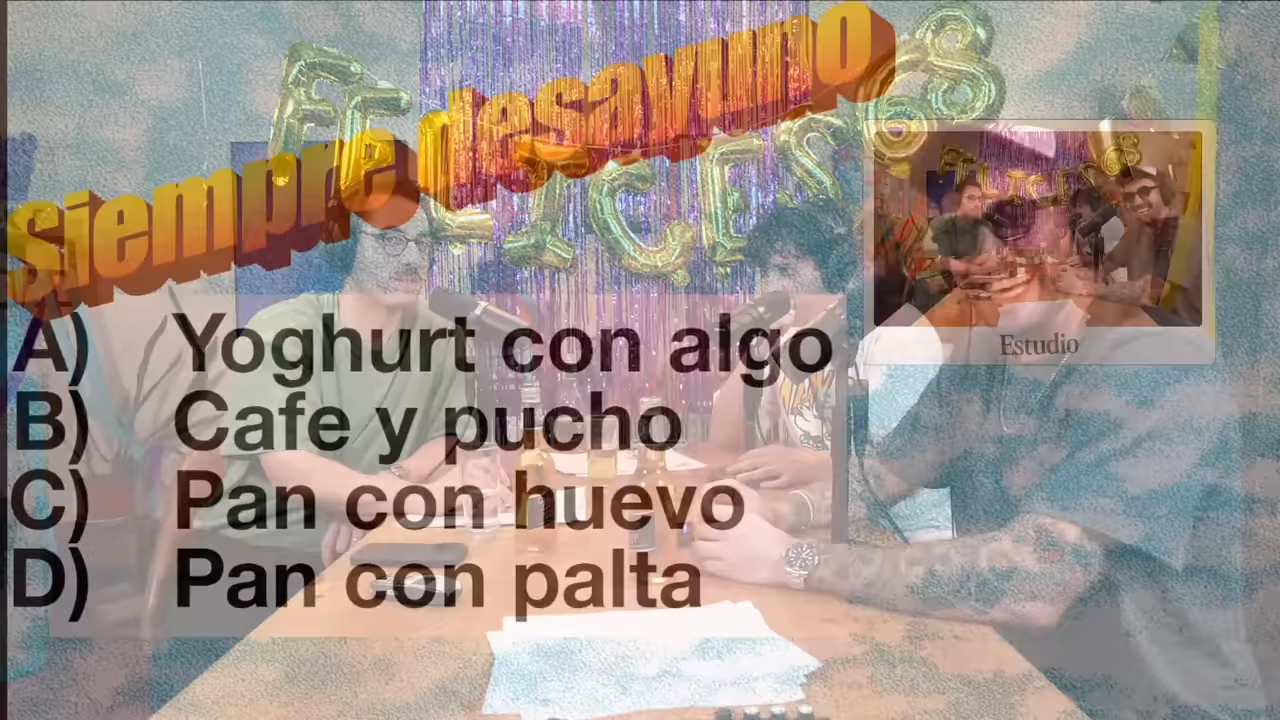 Siempre desayuno
A) Yoghurt con algo
B) Cafe y pucho
C) Pan con huevo
D) Pan con palta
Estudio